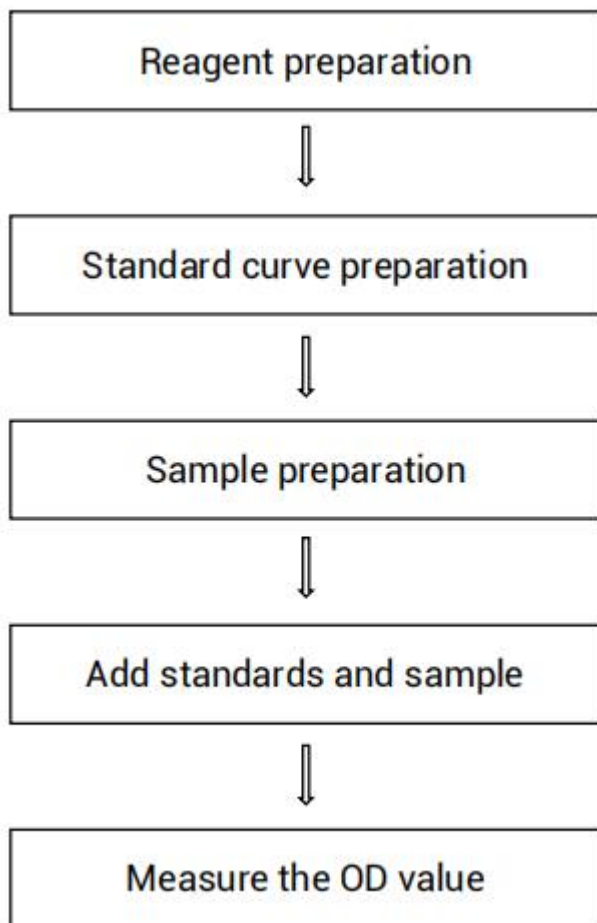 Reagent preparation
Standard curve preparation
Sample preparation
Add standards and sample
Measure the OD value